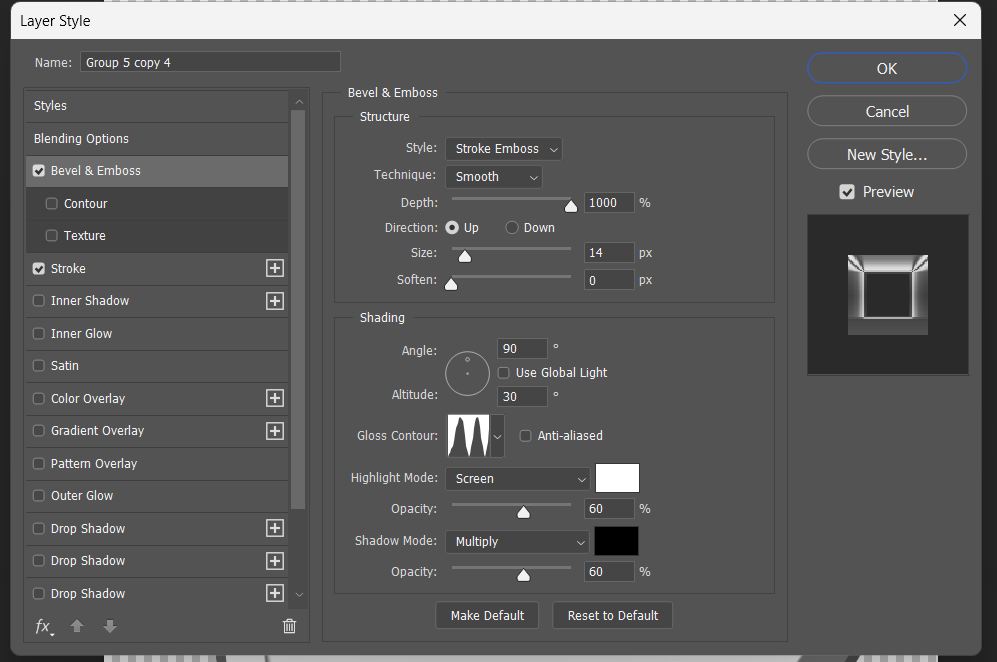 Layer Style
Name: Group 5 copy 4
Styles
Blending Options
Bevel & Emboss
Contour
Texture
Stroke
Inner Shadow
Inner Glow
Satin
Color Overlay
Gradient Overlay
Pattern Overlay
Outer Glow
Drop Shadow
Drop Shadow
Drop Shadow
fx
Bevel & Emboss
Structure
Style: Stroke Emboss
Technique: Smooth
Depth: 1000 %
Direction: Up Down
Size: 14 px
Soften: 0 px
Shading
Angle: 90 °
Use Global Light
Altitude: 30 °
Gloss Contour: Anti-aliased
Highlight Mode: Screen
Opacity: 60 %
Shadow Mode: Multiply
Opacity: 60 %
Make Default Reset to Default
OK
Cancel
New Style...
Preview